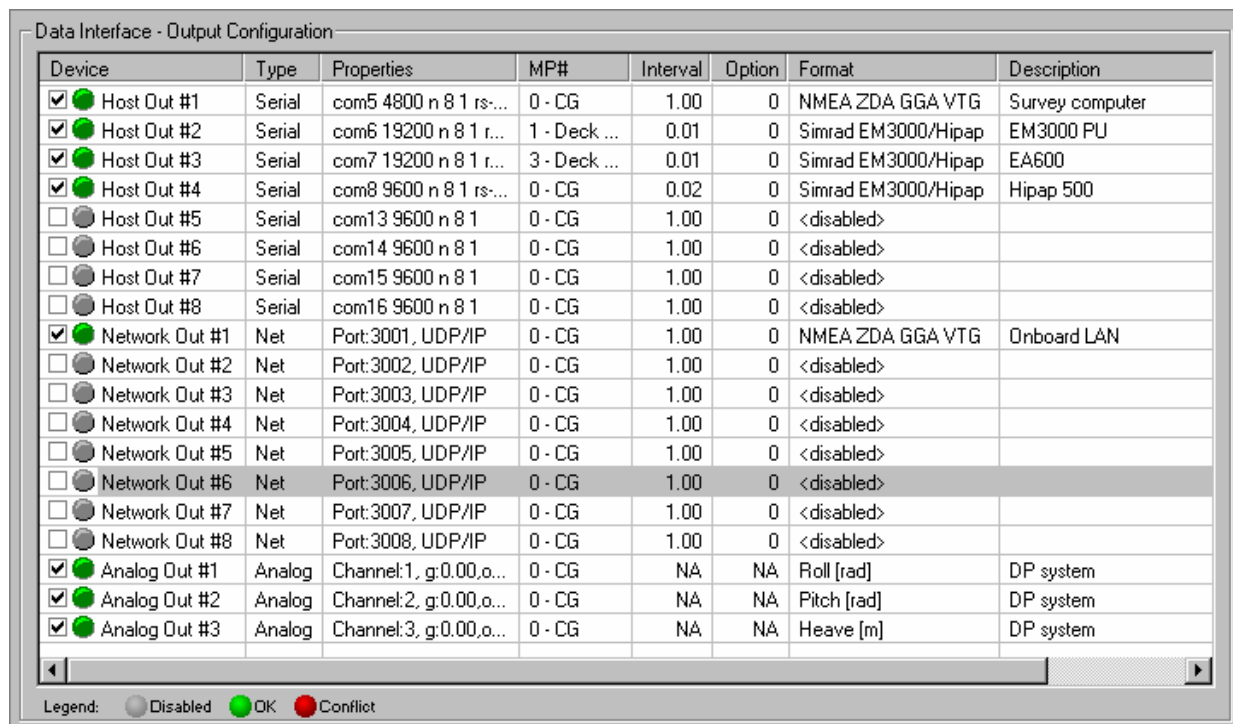 Data Interface - Output Configuration
Device Type Properties MP# Interval Option Format Description
Host Out #1 Serial com5 4800 n 8 1 rs-... 0 - CG 1.00 0 NMEA ZDA GGA VTG Survey computer
Host Out #2 Serial com6 19200 n 8 1 r... 1 - Deck ... 0.01 0 Simrad EM3000/Hipap EM3000 PU
Host Out #3 Serial com7 19200 n 8 1 r... 3 - Deck ... 0.01 0 Simrad EM3000/Hipap EA600
Host Out #4 Serial com8 9600 n 8 1 rs-... 0 - CG 0.02 0 Simrad EM3000/Hipap Hipap 500
Host Out #5 Serial com13 9600 n 8 1 0 - CG 1.00 0 <disabled>
Host Out #6 Serial com14 9600 n 8 1 0 - CG 1.00 0 <disabled>
Host Out #7 Serial com15 9600 n 8 1 0 - CG 1.00 0 <disabled>
Host Out #8 Serial com16 9600 n 8 1 0 - CG 1.00 0 <disabled>
Network Out #1 Net Port:3001, UDP/IP 0 - CG 1.00 0 NMEA ZDA GGA VTG Onboard LAN
Network Out #2 Net Port:3002, UDP/IP 0 - CG 1.00 0 <disabled>
Network Out #3 Net Port:3003, UDP/IP 0 - CG 1.00 0 <disabled>
Network Out #4 Net Port:3004, UDP/IP 0 - CG 1.00 0 <disabled>
Network Out #5 Net Port:3005, UDP/IP 0 - CG 1.00 0 <disabled>
Network Out #6 Net Port:3006, UDP/IP 0 - CG 1.00 0 <disabled>
Network Out #7 Net Port:3007, UDP/IP 0 - CG 1.00 0 <disabled>
Network Out #8 Net Port:3008, UDP/IP 0 - CG 1.00 0 <disabled>
Analog Out #1 Analog Channel:1, g:0.00,o... 0 - CG NA NA Roll [rad] DP system
Analog Out #2 Analog Channel:2, g:0.00,o... 0 - CG NA NA Pitch [rad] DP system
Analog Out #3 Analog Channel:3, g:0.00,o... 0 - CG NA NA Heave [m] DP system
Legend: Disabled OK Conflict